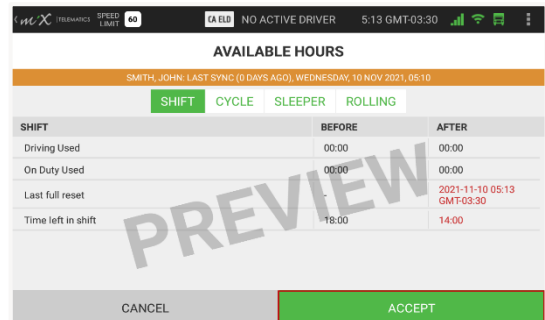 mix TELEMATICS SPEED LIMIT 60 CA ELD NO ACTIVE DRIVER 5:13 GMT-03:30
AVAILABLE HOURS
SMITH, JOHN: LAST SYNC (0 DAYS AGO), WEDNESDAY, 10 NOV 2021, 05:10
SHIFT CYCLE SLEEPER ROLLING
SHIFT BEFORE AFTER
Driving Used 00:00 00:00
On Duty Used 00:00 00:00
Last full reset - 2021-11-10 05:13
GMT-03:30
Time left in shift 18:00 14:00
PREVIEW
CANCEL ACCEPT